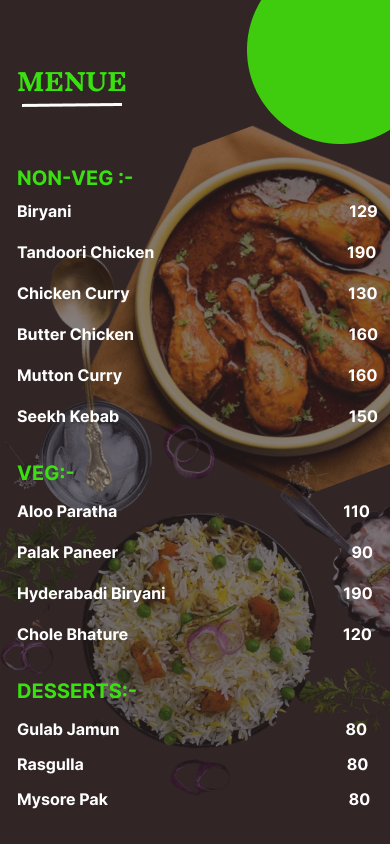 MENUE
NON-VEG :-
Biryani 129
Tandoori Chicken 190
Chicken Curry 130
Butter Chicken 160
Mutton Curry 160
Seekh Kebab 150
VEG:-
Aloo Paratha 110
Palak Paneer 90
Hyderabadi Biryani 190
Chole Bhature 120
DESSERTS:-
Gulab Jamun 80
Rasgulla 80
Mysore Pak 80